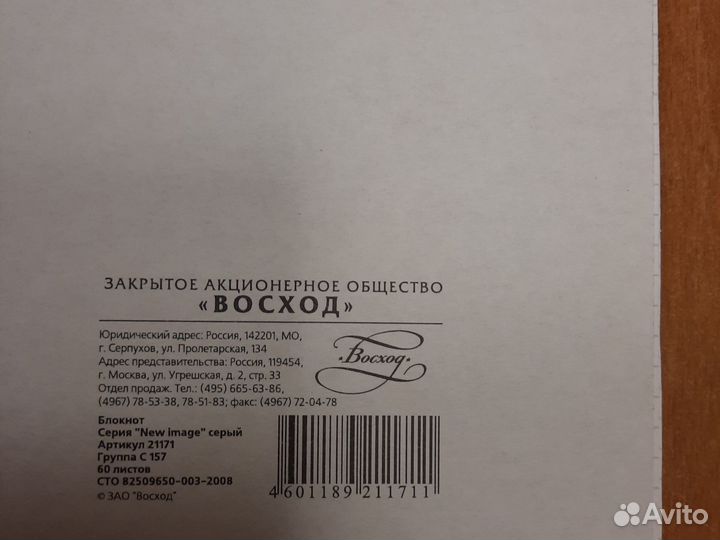 ЗАКРЫТОЕ АКЦИОНЕРНОЕ ОБЩЕСТВО
«ВОСХОД»
Юридический адрес: Россия, 142201, МО,
г. Серпухов, ул. Пролетарская, 134
Адрес представительства: Россия, 119454,
г. Москва, ул. Угрешская, д. 2, стр. 33
Отдел продаж. Тел.: (495) 665-63-86,
(4967) 78-53-38, 78-51-83; факс: (4967) 72-04-78
«Восход»
Блокнот
Серия "New image" серый
Артикул 21171
Группа С 157
60 листов
СТО 82509650-003-2008
© ЗАО "Восход"
4 601189 211711
Avito